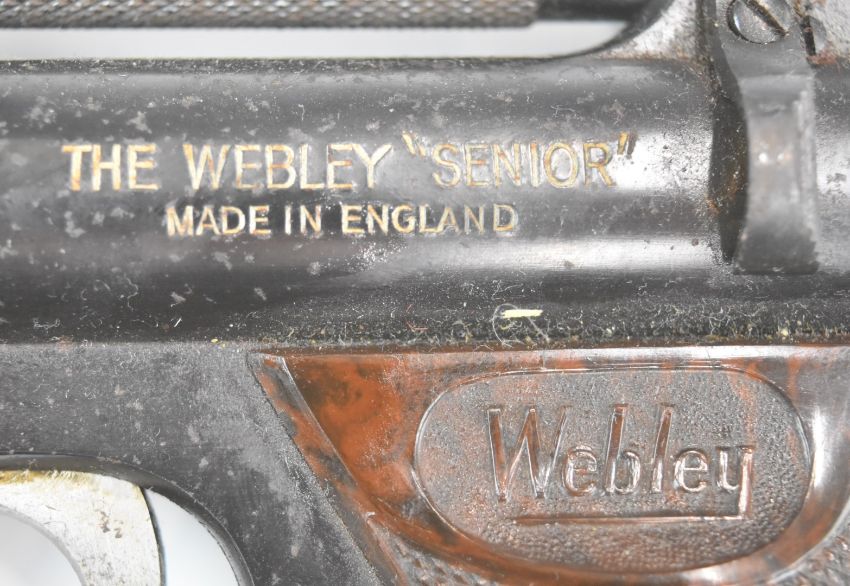 THE WEBLEY "SENIOR"
MADE IN ENGLAND
Webley